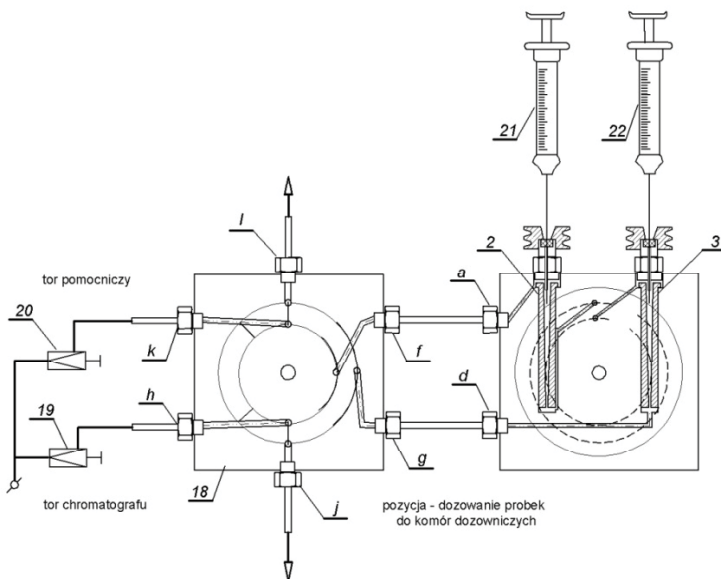 21
22
l
2
3
tor pomocniczy
a
20
k
f
h
d
19
g
18
j
tor chromatografu
pozycja - dozowanie probek
do komór dozowniczych